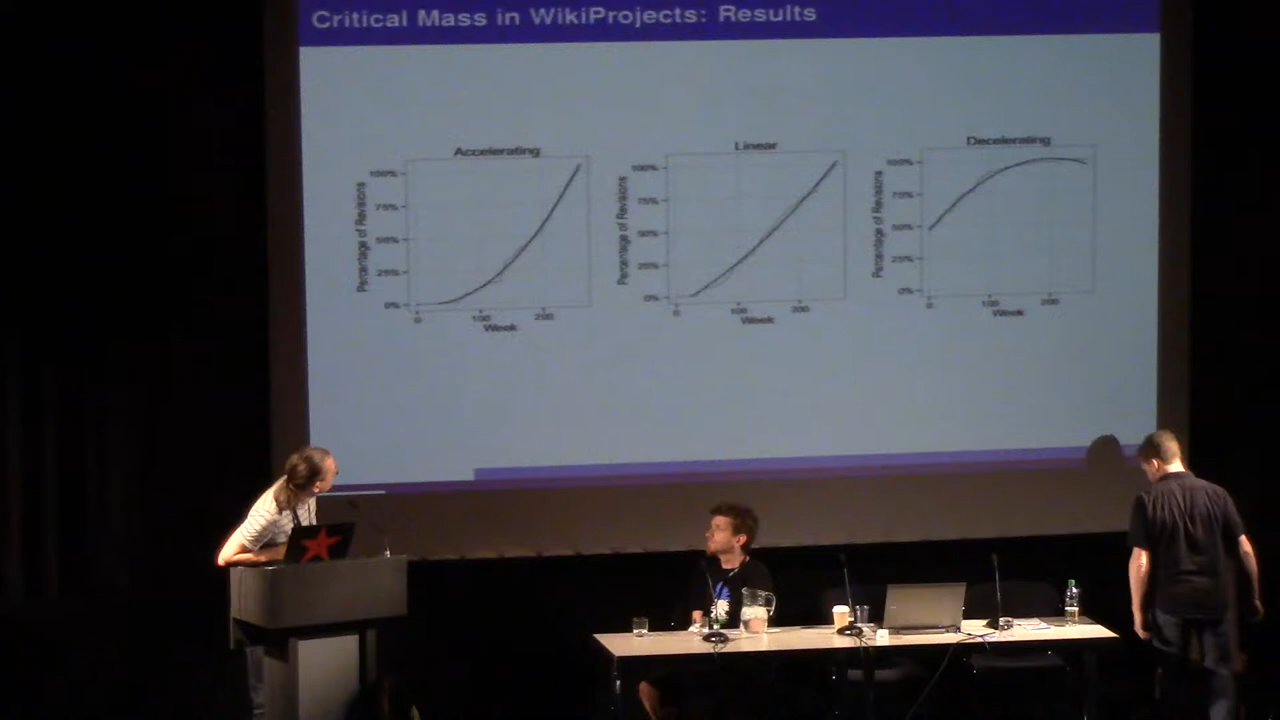 Critical Mass in WikiProjects: Results
Accelerating
Linear
Decelerating
Percentage of Revisions
100%
75%
50%
25%
0%
0
100
200
Week
Percentage of Revisions
100%
75%
50%
25%
0%
0
100
200
Week
Percentage of Revisions
100%
75%
50%
25%
0%
0
100
200
Week